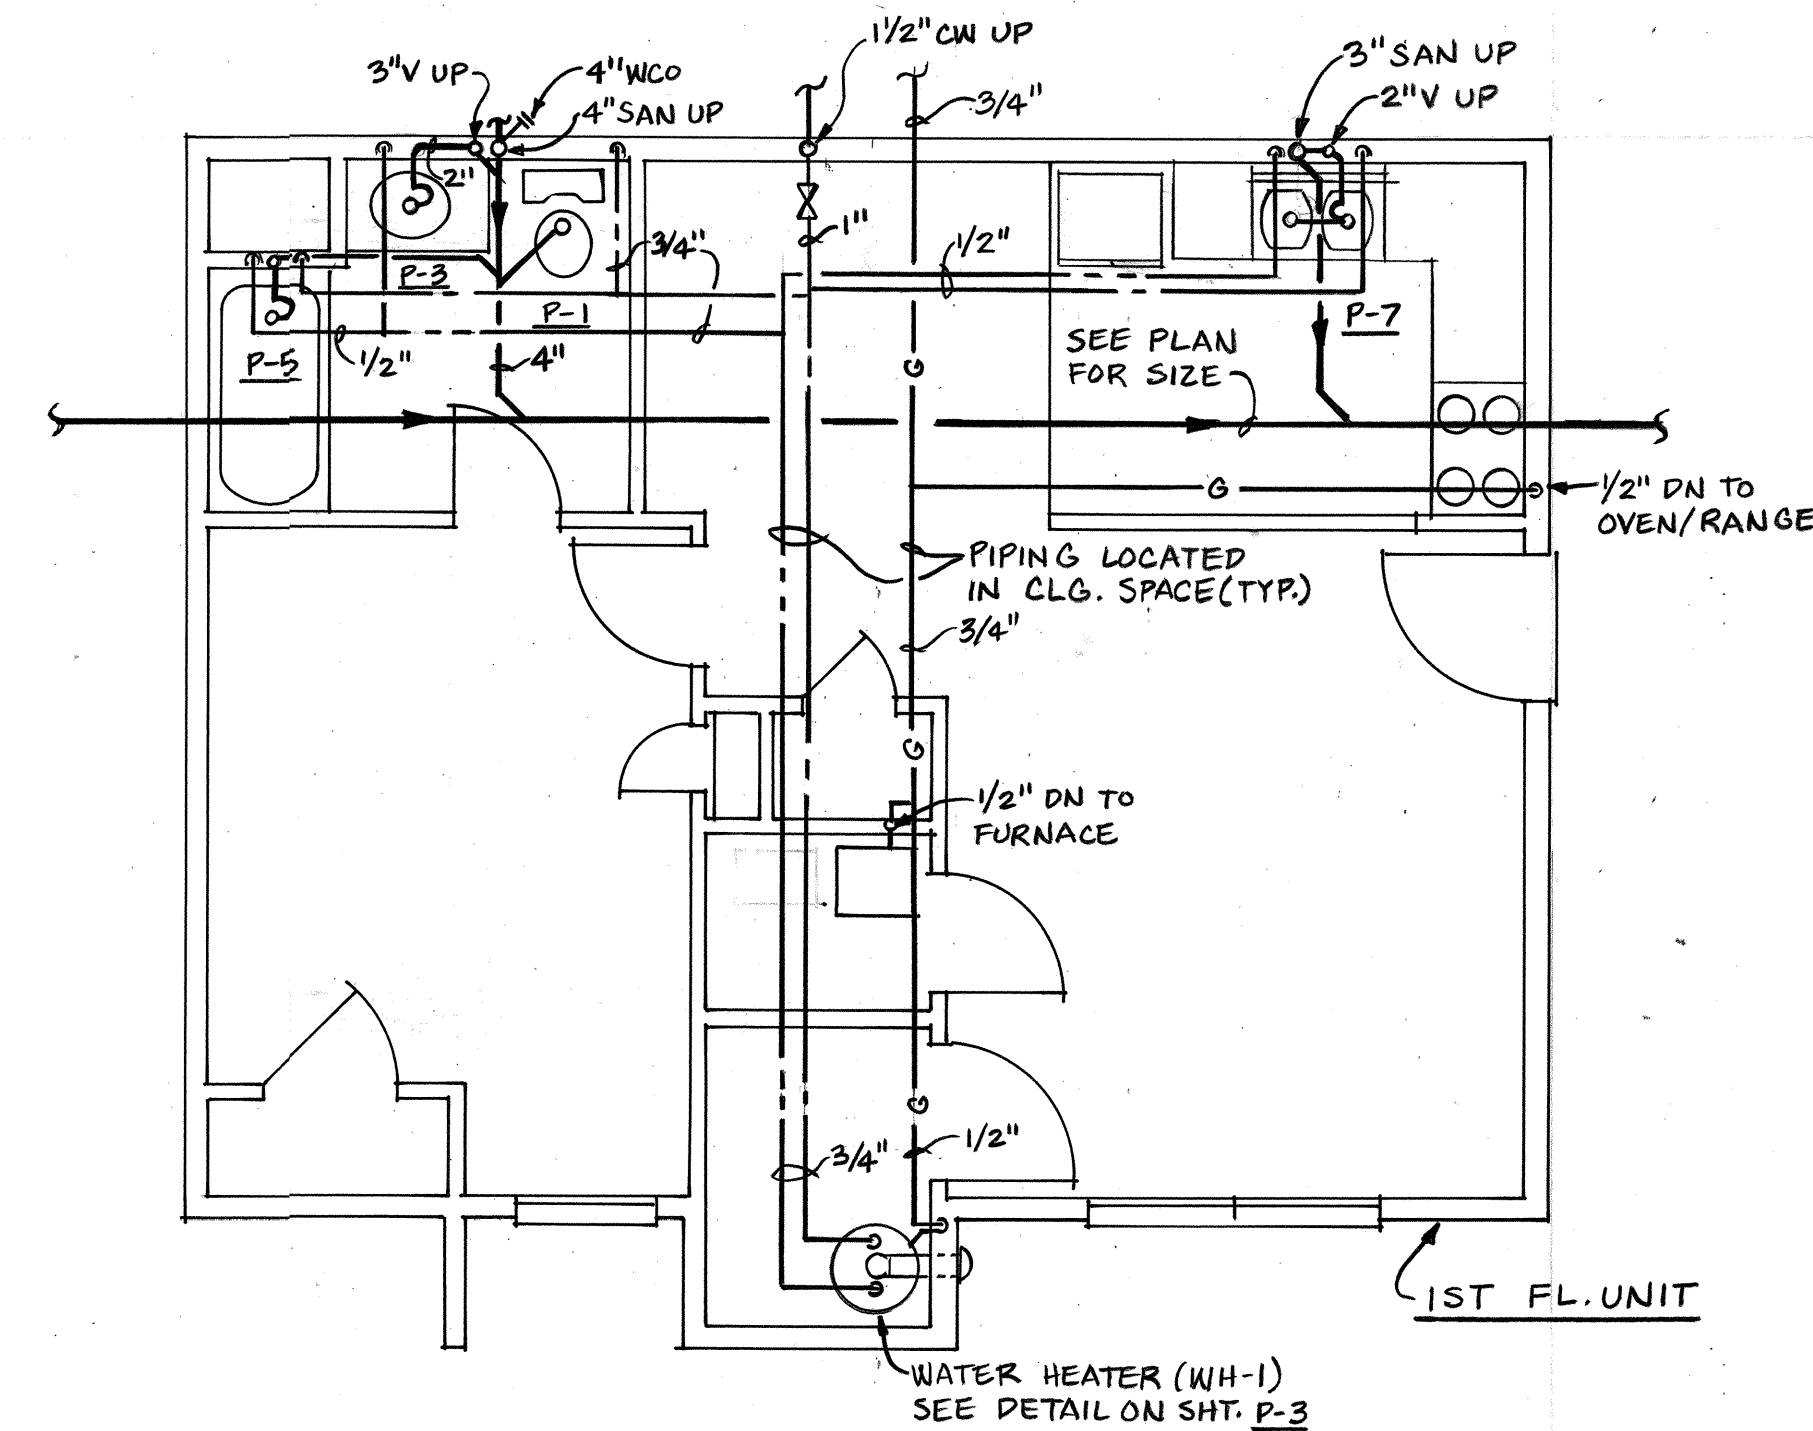 1½" CW UP
3" SAN UP
3" V UP
4" WCO
2" V UP
3/4"
4" SAN UP
2"
1"
1/2"
3/4"
P-3
P-1
P-7
SEE PLAN
FOR SIZE
P-5
1/2"
4"
G
G
1/2" DN TO
OVEN/RANGE
PIPING LOCATED
IN CLG. SPACE (TYP.)
3/4"
G
1/2" DN TO
FURNACE
G
3/4"
1/2"
1ST FL. UNIT
WATER HEATER (WH-1)
SEE DETAIL ON SHT. P-3